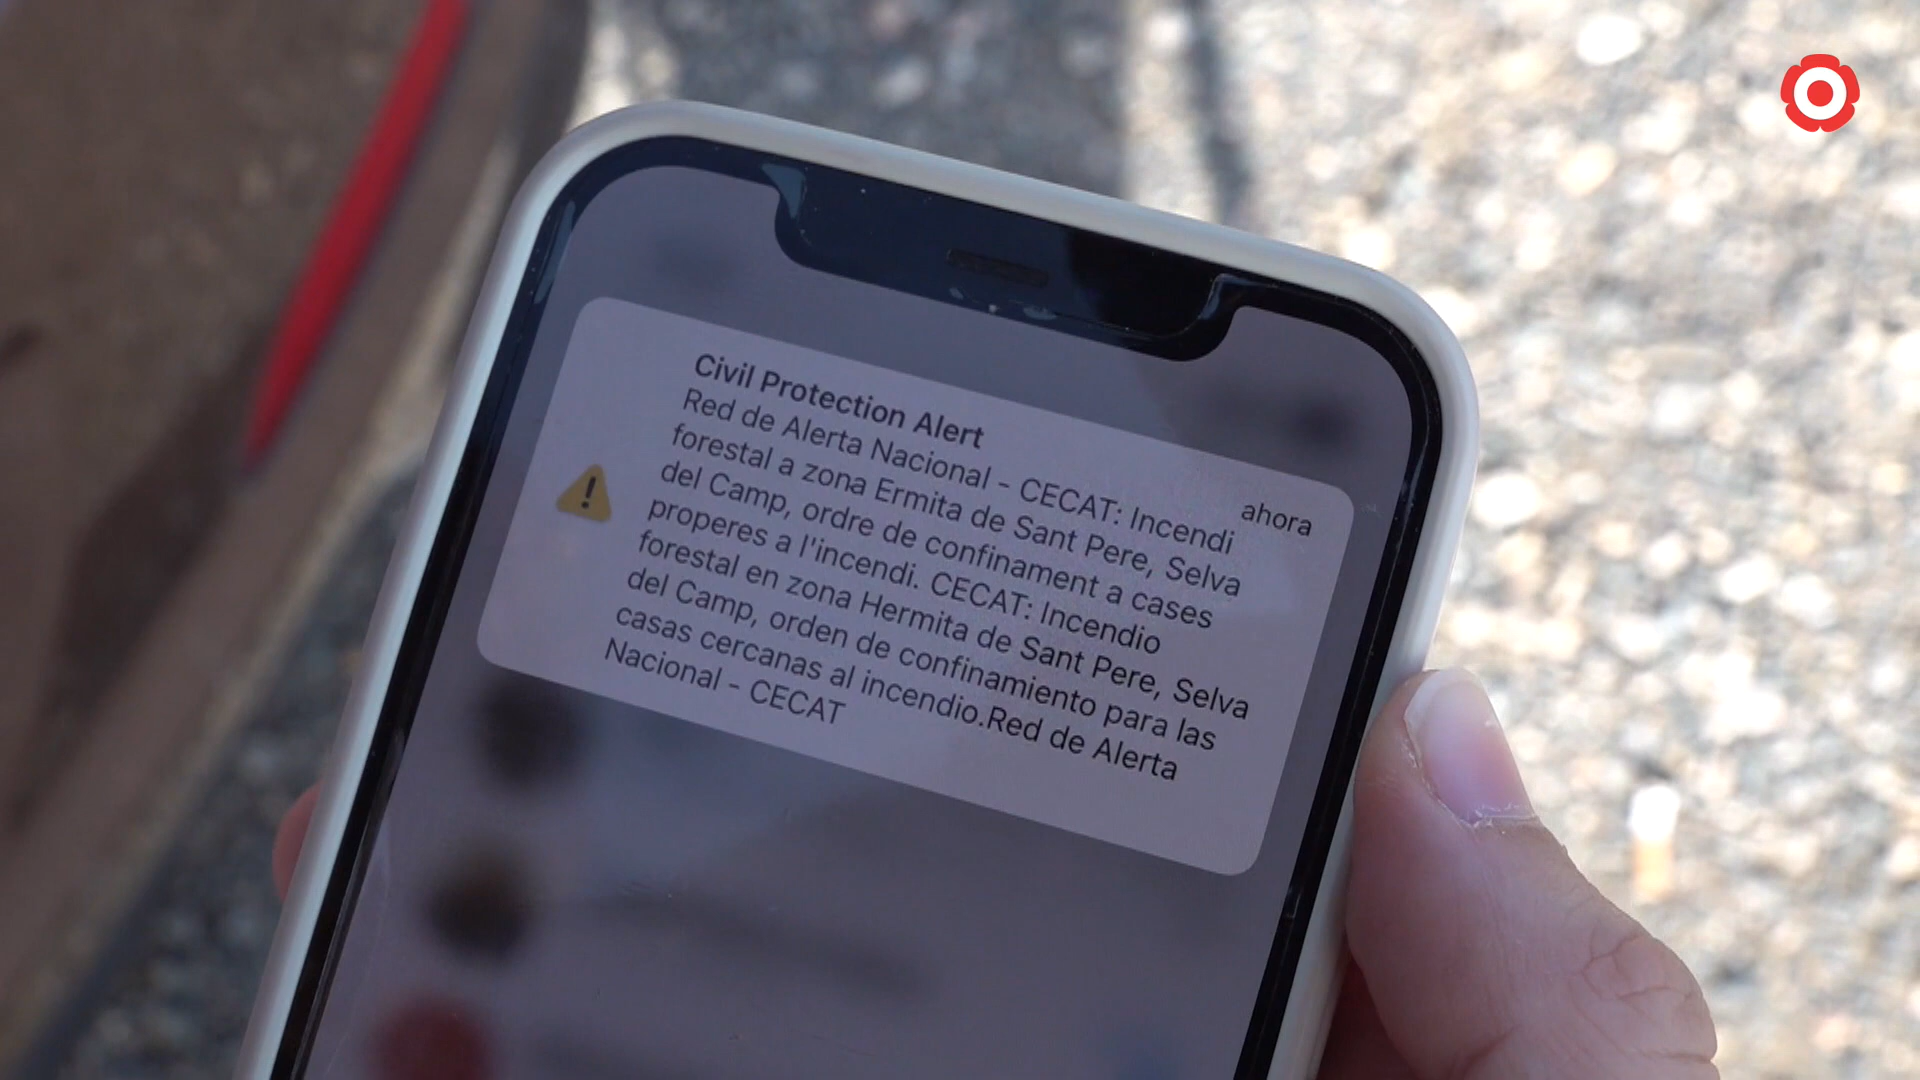 Civil Protection Alert
ahora
Red de Alerta Nacional - CECAT: Incendi
forestal a zona Ermita de Sant Pere, Selva
del Camp, ordre de confinament a cases
properes a l'incendi. CECAT: Incendio
forestal en zona Hermita de Sant Pere, Selva
del Camp, orden de confinamiento para las
casas cercanas al incendio.Red de Alerta
Nacional - CECAT